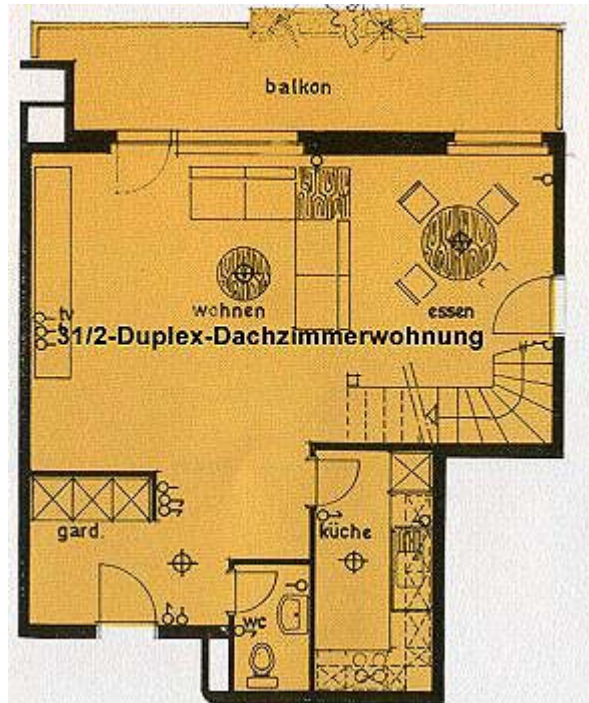 balkon
wohnen
essen
tv
31/2-Duplex-Dachzimmerwohnung
gard.
küche
wc